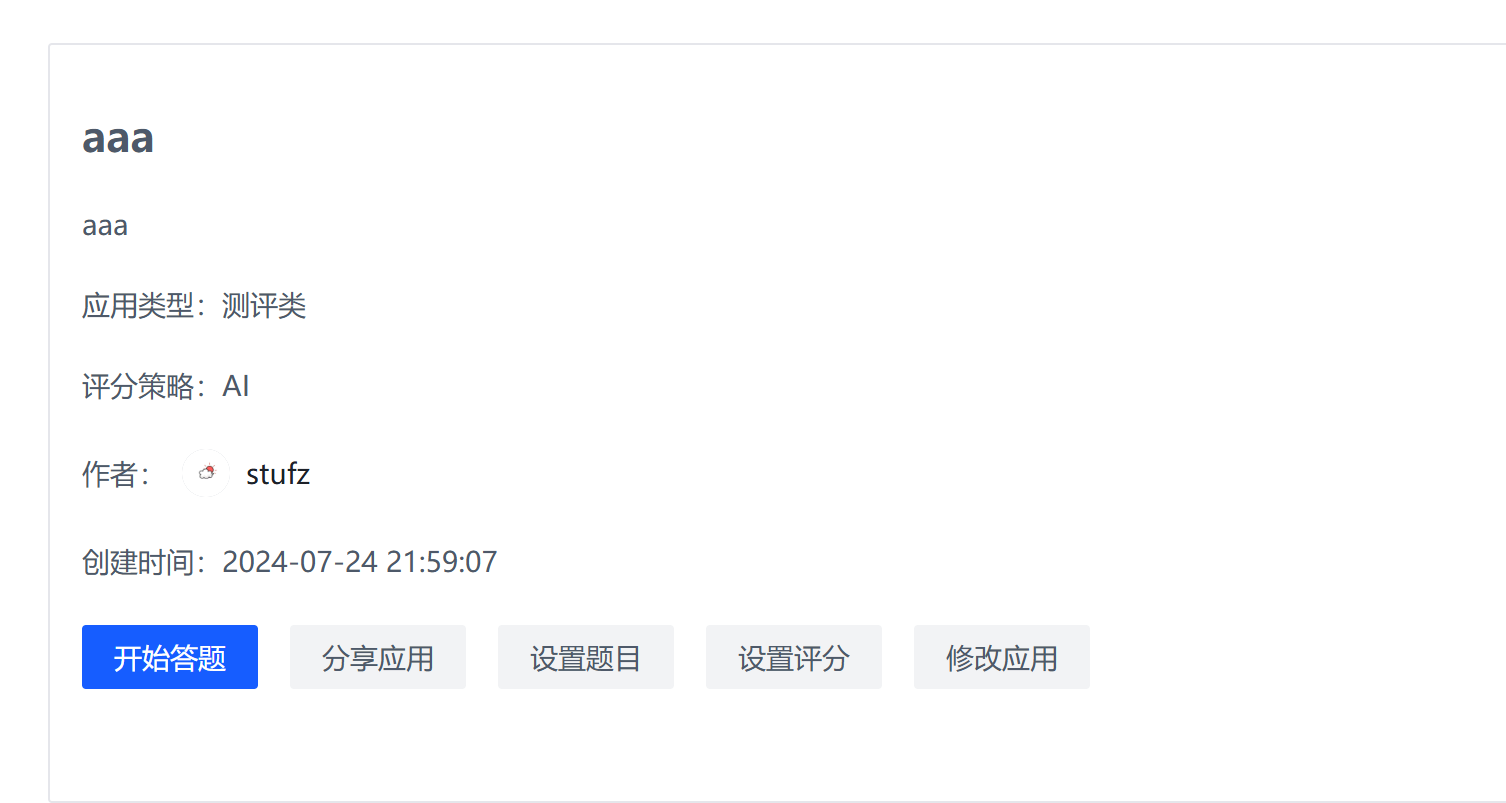 aaa
aaa
应用类型：测评类
评分策略：AI
作者： stufz
创建时间：2024-07-24 21:59:07
开始答题 分享应用 设置题目 设置评分 修改应用